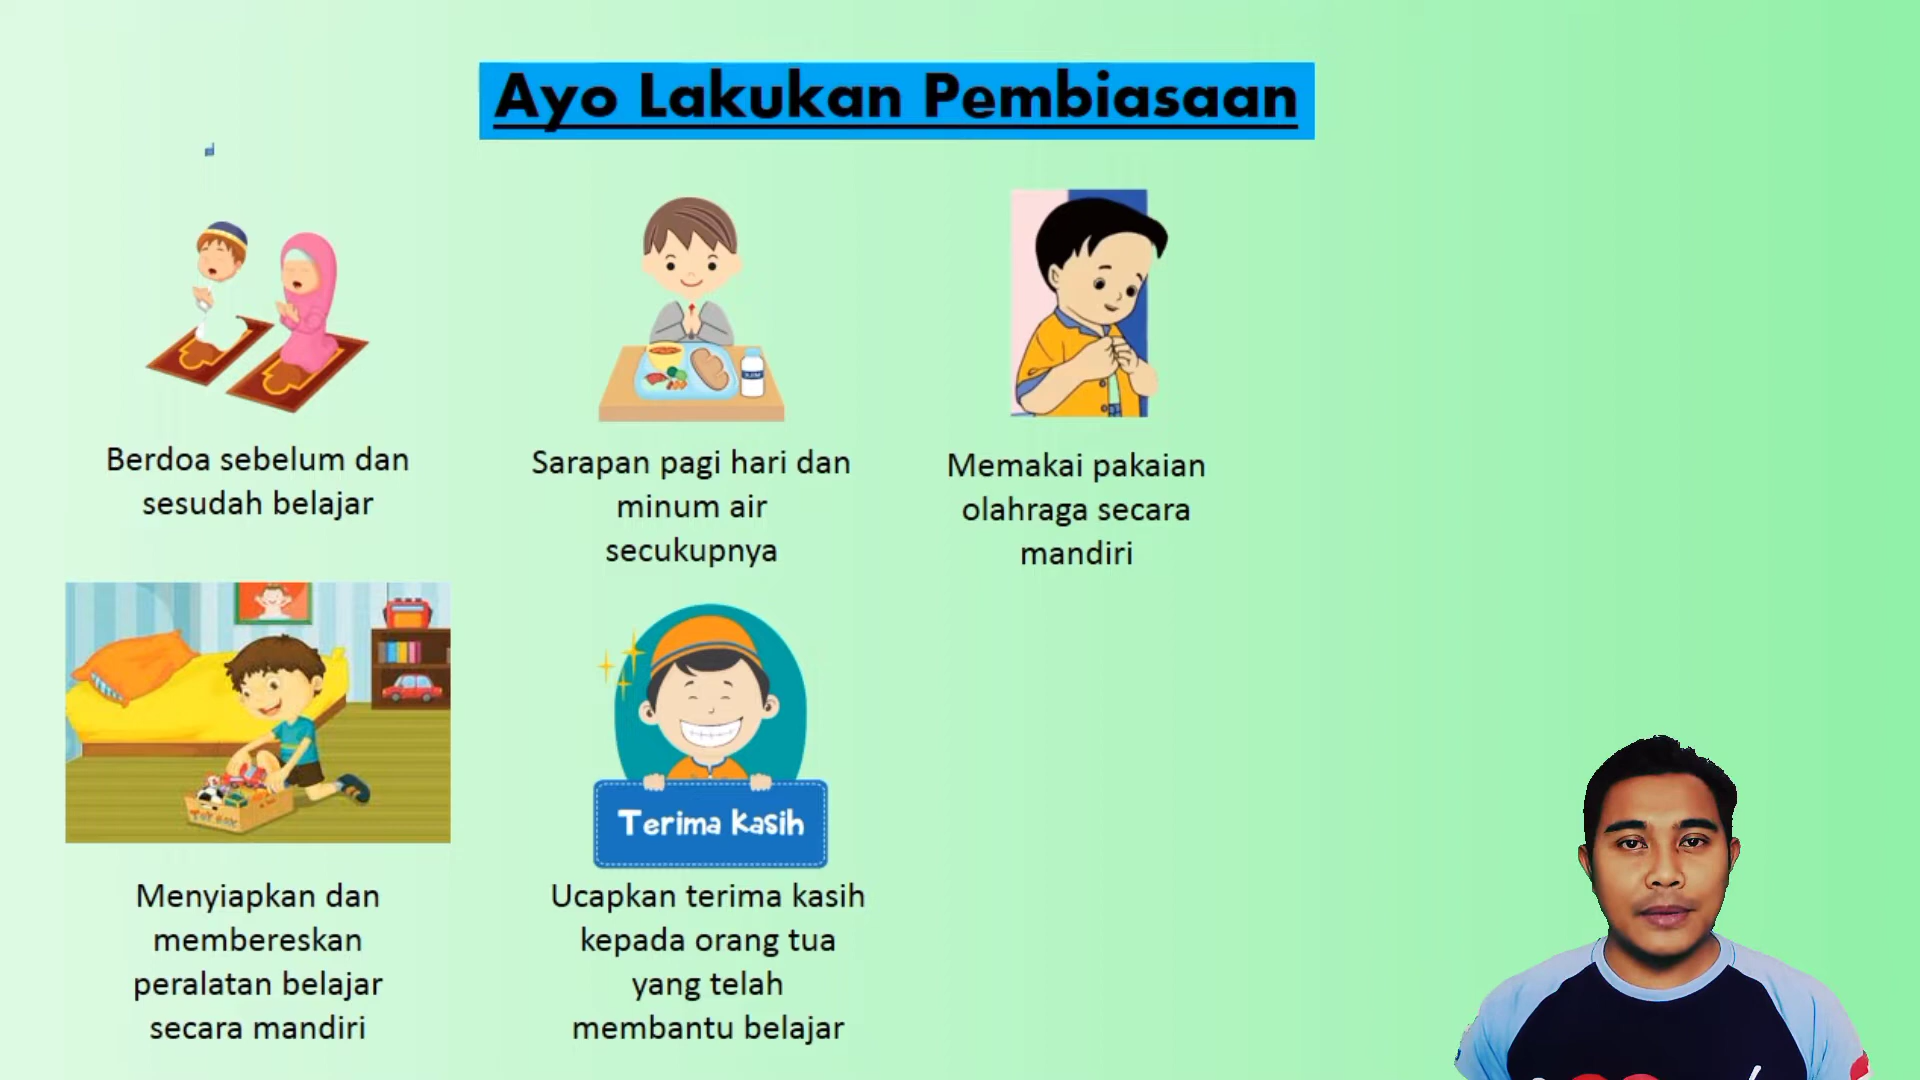 Ayo Lakukan Pembiasaan
Berdoa sebelum dan
sesudah belajar
Sarapan pagi hari dan
minum air
secukupnya
Memakai pakaian
olahraga secara
mandiri
Terima Kasih
Menyiapkan dan
membereskan
peralatan belajar
secara mandiri
Ucapkan terima kasih
kepada orang tua
yang telah
membantu belajar